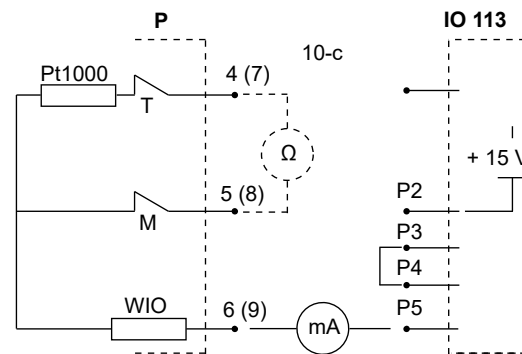 P
IO 113
10-c
Pt1000
T
4 (7)
Ω
+ 15 V
5 (8)
M
P2
P3
P4
WIO
6 (9)
mA
P5